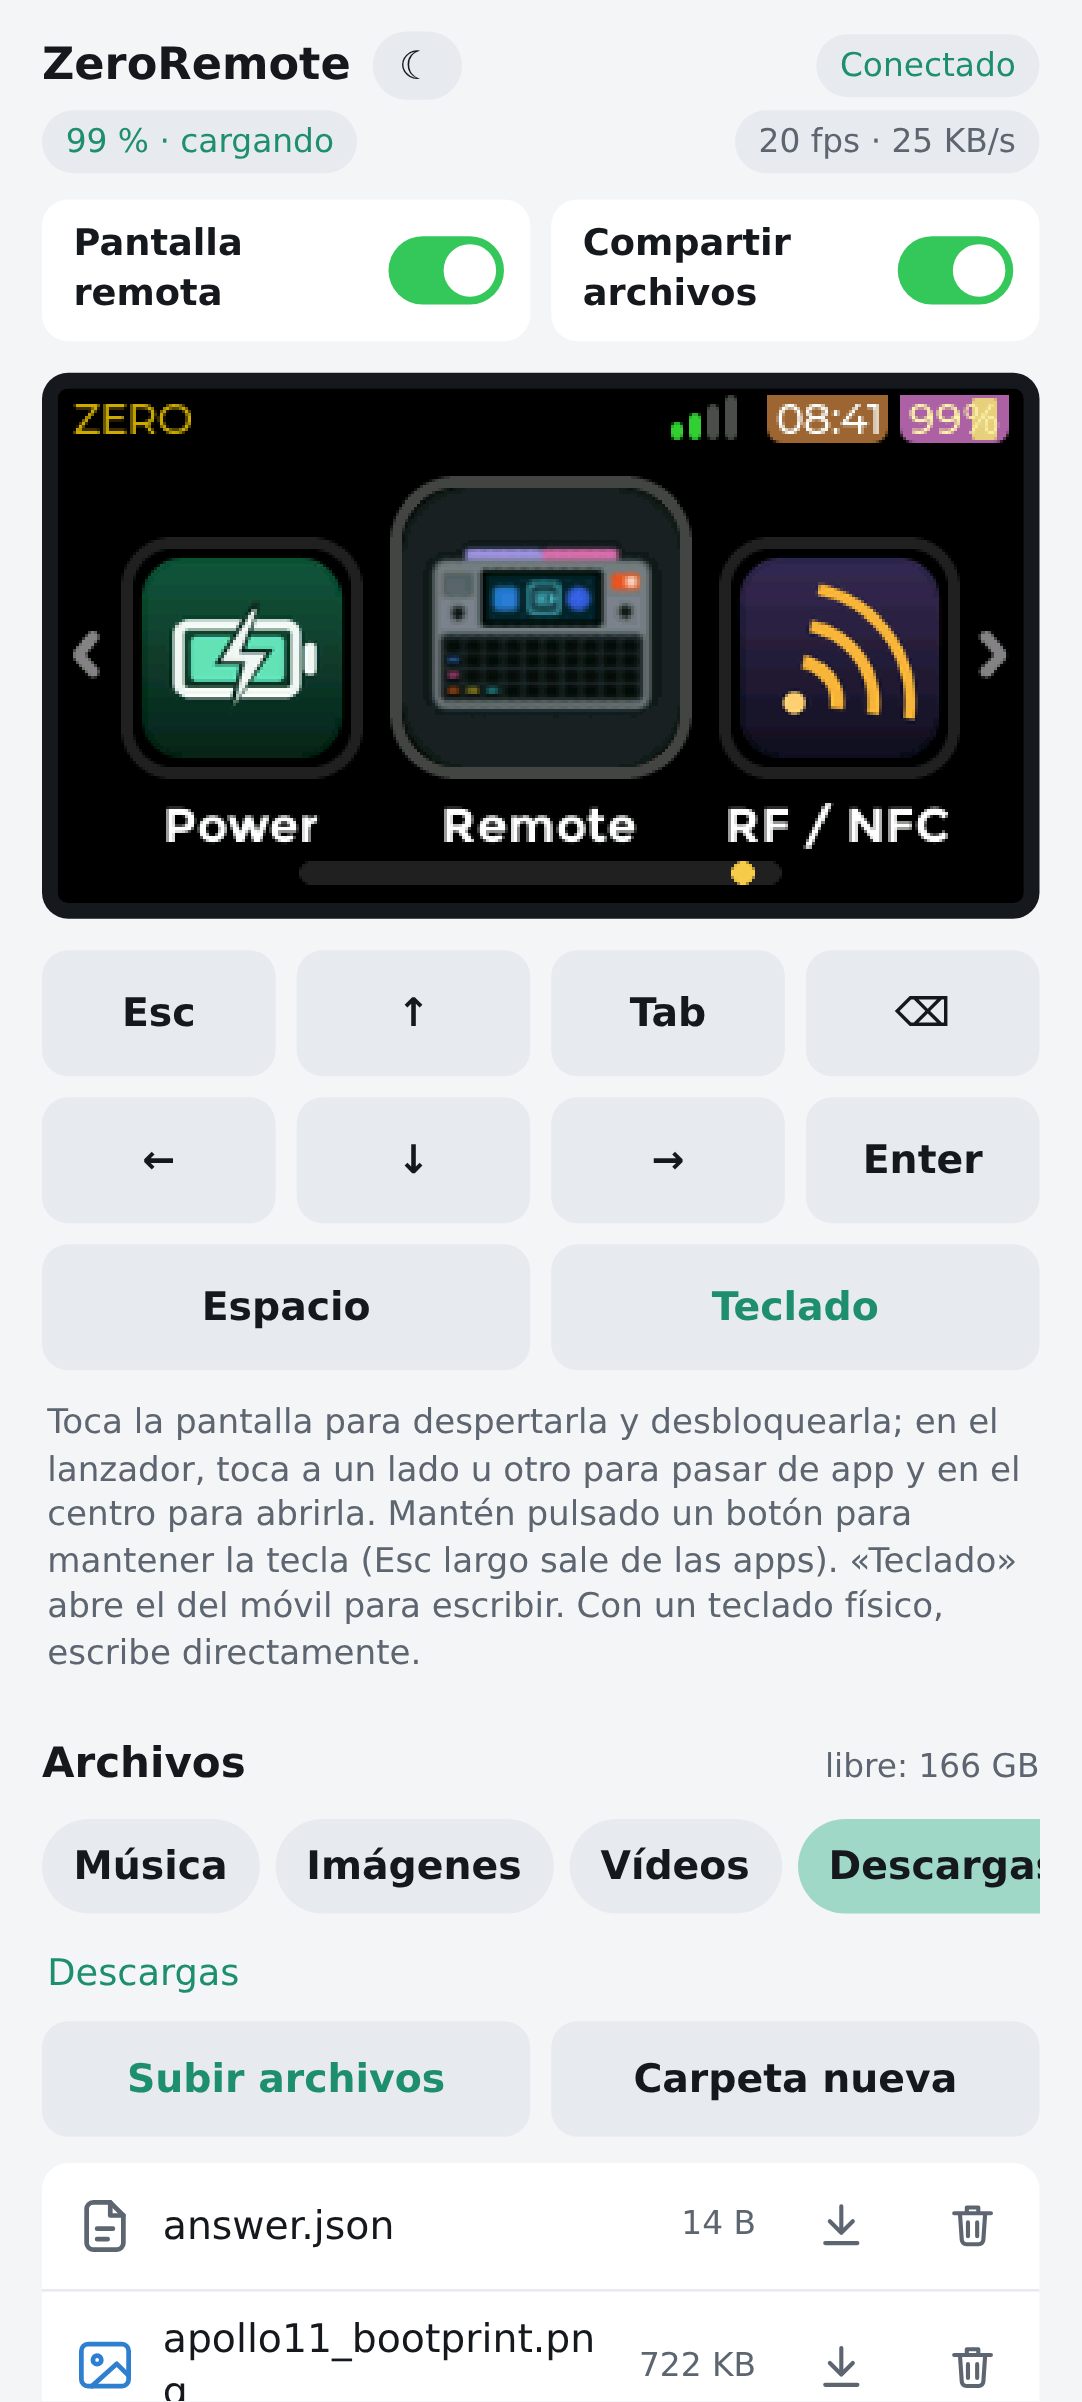 ZeroRemote ☾ Conectado
99 % · cargando 20 fps · 25 KB/s
Pantalla remota
Compartir archivos
ZERO 08:41 99%
Power Remote RF / NFC
Esc ↑ Tab ⌫
← ↓ → Enter
Espacio Teclado
Toca la pantalla para despertarla y desbloquearla; en el
lanzador, toca a un lado u otro para pasar de app y en el
centro para abrirla. Mantén pulsado un botón para
mantener la tecla (Esc largo sale de las apps). «Teclado»
abre el del móvil para escribir. Con un teclado físico,
escribe directamente.
Archivos libre: 166 GB
Música Imágenes Vídeos Descargas
Descargas
Subir archivos Carpeta nueva
answer.json 14 B
apollo11_bootprint.pn 722 KB
g